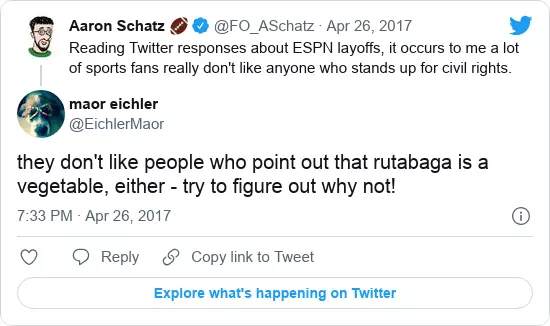 Aaron Schatz 🏈 @FO_ASchatz · Apr 26, 2017
Reading Twitter responses about ESPN layoffs, it occurs to me a lot
of sports fans really don't like anyone who stands up for civil rights.
maor eichler
@EichlerMaor
they don't like people who point out that rutabaga is a
vegetable, either - try to figure out why not!
7:33 PM · Apr 26, 2017
Reply Copy link to Tweet
Explore what's happening on Twitter